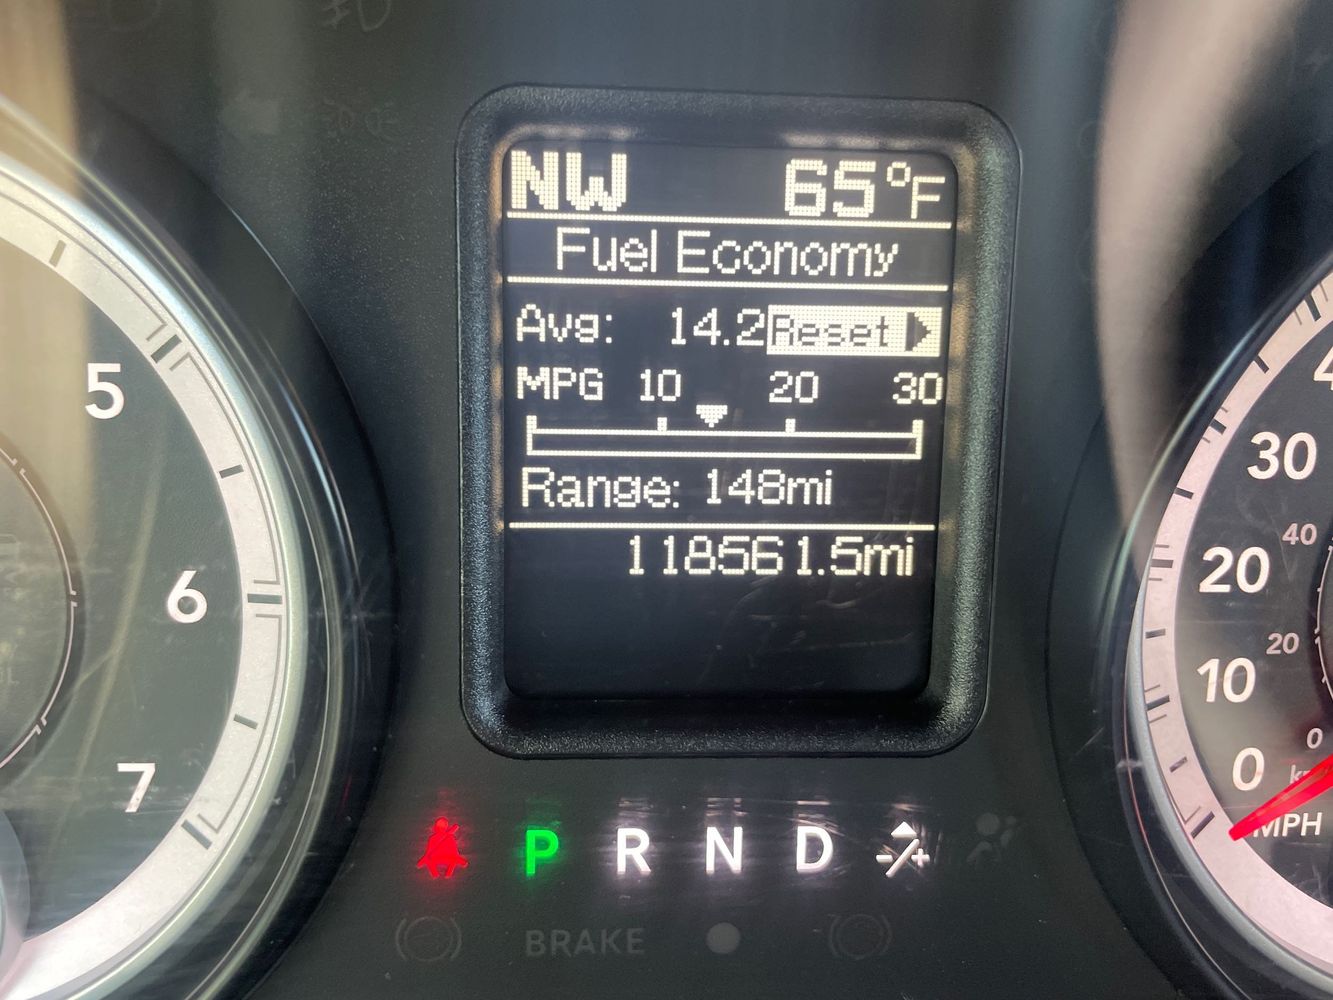 NW 65°F
Fuel Economy
Avg: 14.2 Reset
MPG 10 20 30
Range: 148mi
118561.5mi
5
6
7
30
40
20
20
10
0
0
MPH
P R N D -/+
BRAKE